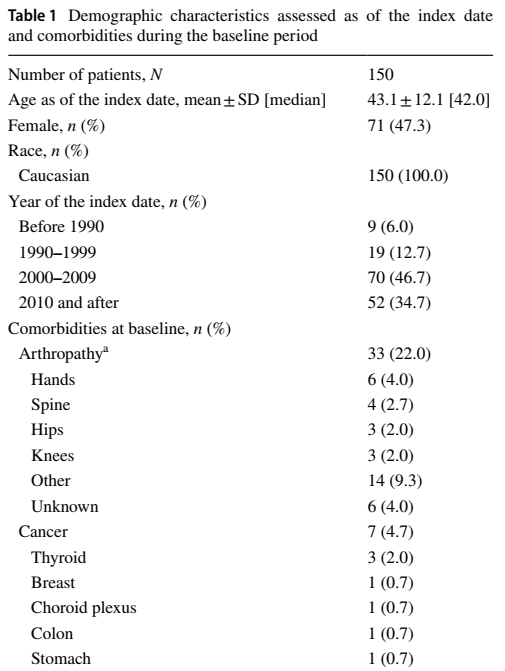 Table 1 Demographic characteristics assessed as of the index date
and comorbidities during the baseline period
Number of patients, N 150
Age as of the index date, mean ± SD [median] 43.1 ± 12.1 [42.0]
Female, n (%) 71 (47.3)
Race, n (%)
Caucasian 150 (100.0)
Year of the index date, n (%)
Before 1990 9 (6.0)
1990–1999 19 (12.7)
2000–2009 70 (46.7)
2010 and after 52 (34.7)
Comorbidities at baseline, n (%)
Arthropathyᵃ 33 (22.0)
Hands 6 (4.0)
Spine 4 (2.7)
Hips 3 (2.0)
Knees 3 (2.0)
Other 14 (9.3)
Unknown 6 (4.0)
Cancer 7 (4.7)
Thyroid 3 (2.0)
Breast 1 (0.7)
Choroid plexus 1 (0.7)
Colon 1 (0.7)
Stomach 1 (0.7)